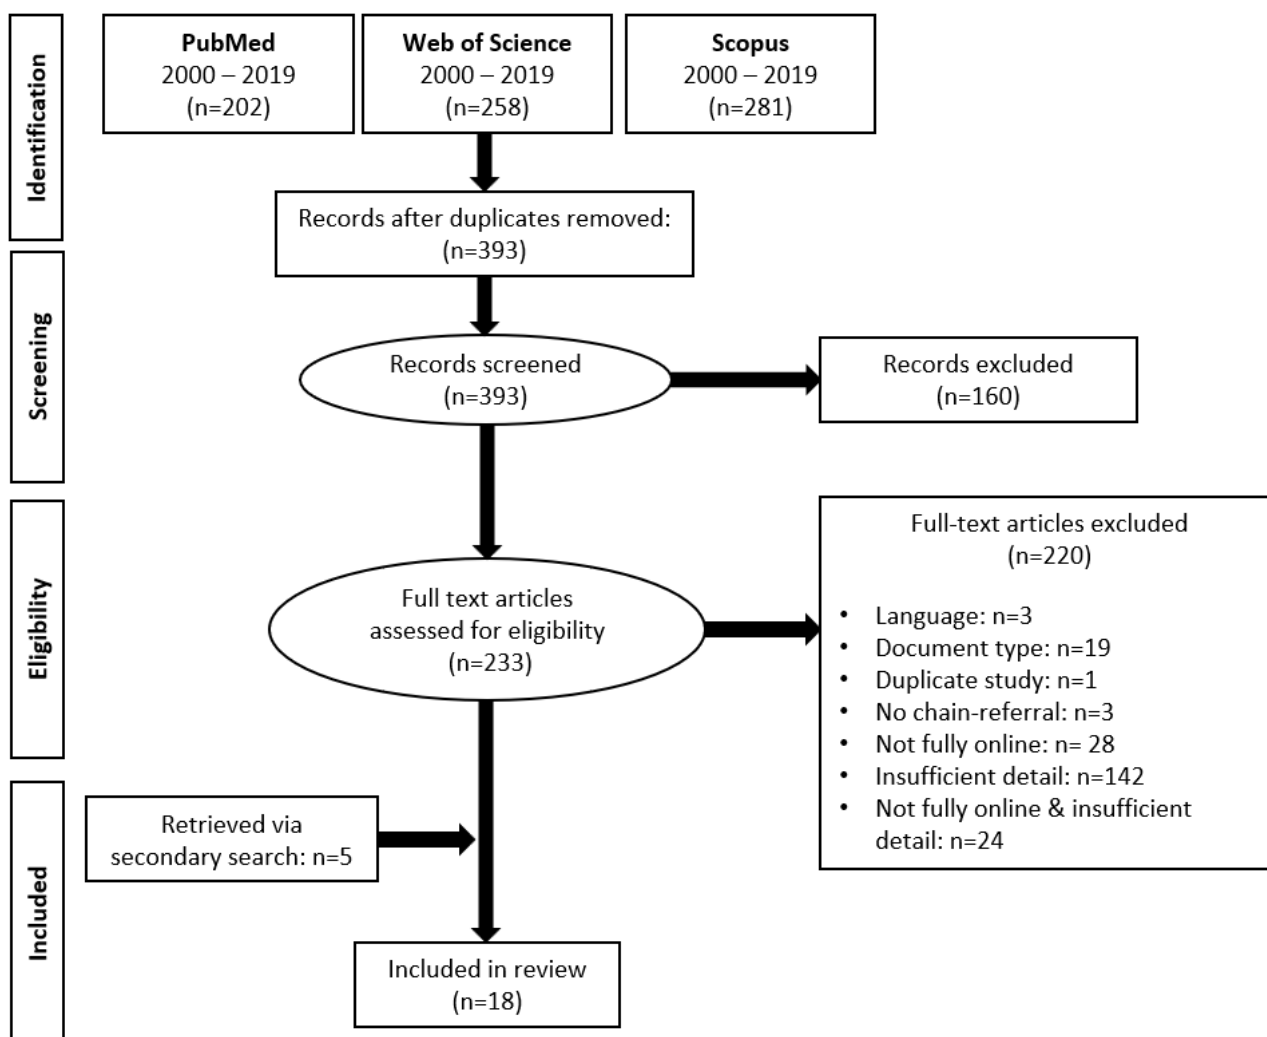 Identification
PubMed
2000 – 2019
(n=202)
Web of Science
2000 – 2019
(n=258)
Scopus
2000 – 2019
(n=281)
Records after duplicates removed:
(n=393)
Screening
Records screened
(n=393)
Records excluded
(n=160)
Eligibility
Full text articles
assessed for eligibility
(n=233)
Full-text articles excluded
(n=220)
• Language: n=3
• Document type: n=19
• Duplicate study: n=1
• No chain-referral: n=3
• Not fully online: n= 28
• Insufficient detail: n=142
• Not fully online & insufficient
detail: n=24
Included
Retrieved via
secondary search: n=5
Included in review
(n=18)